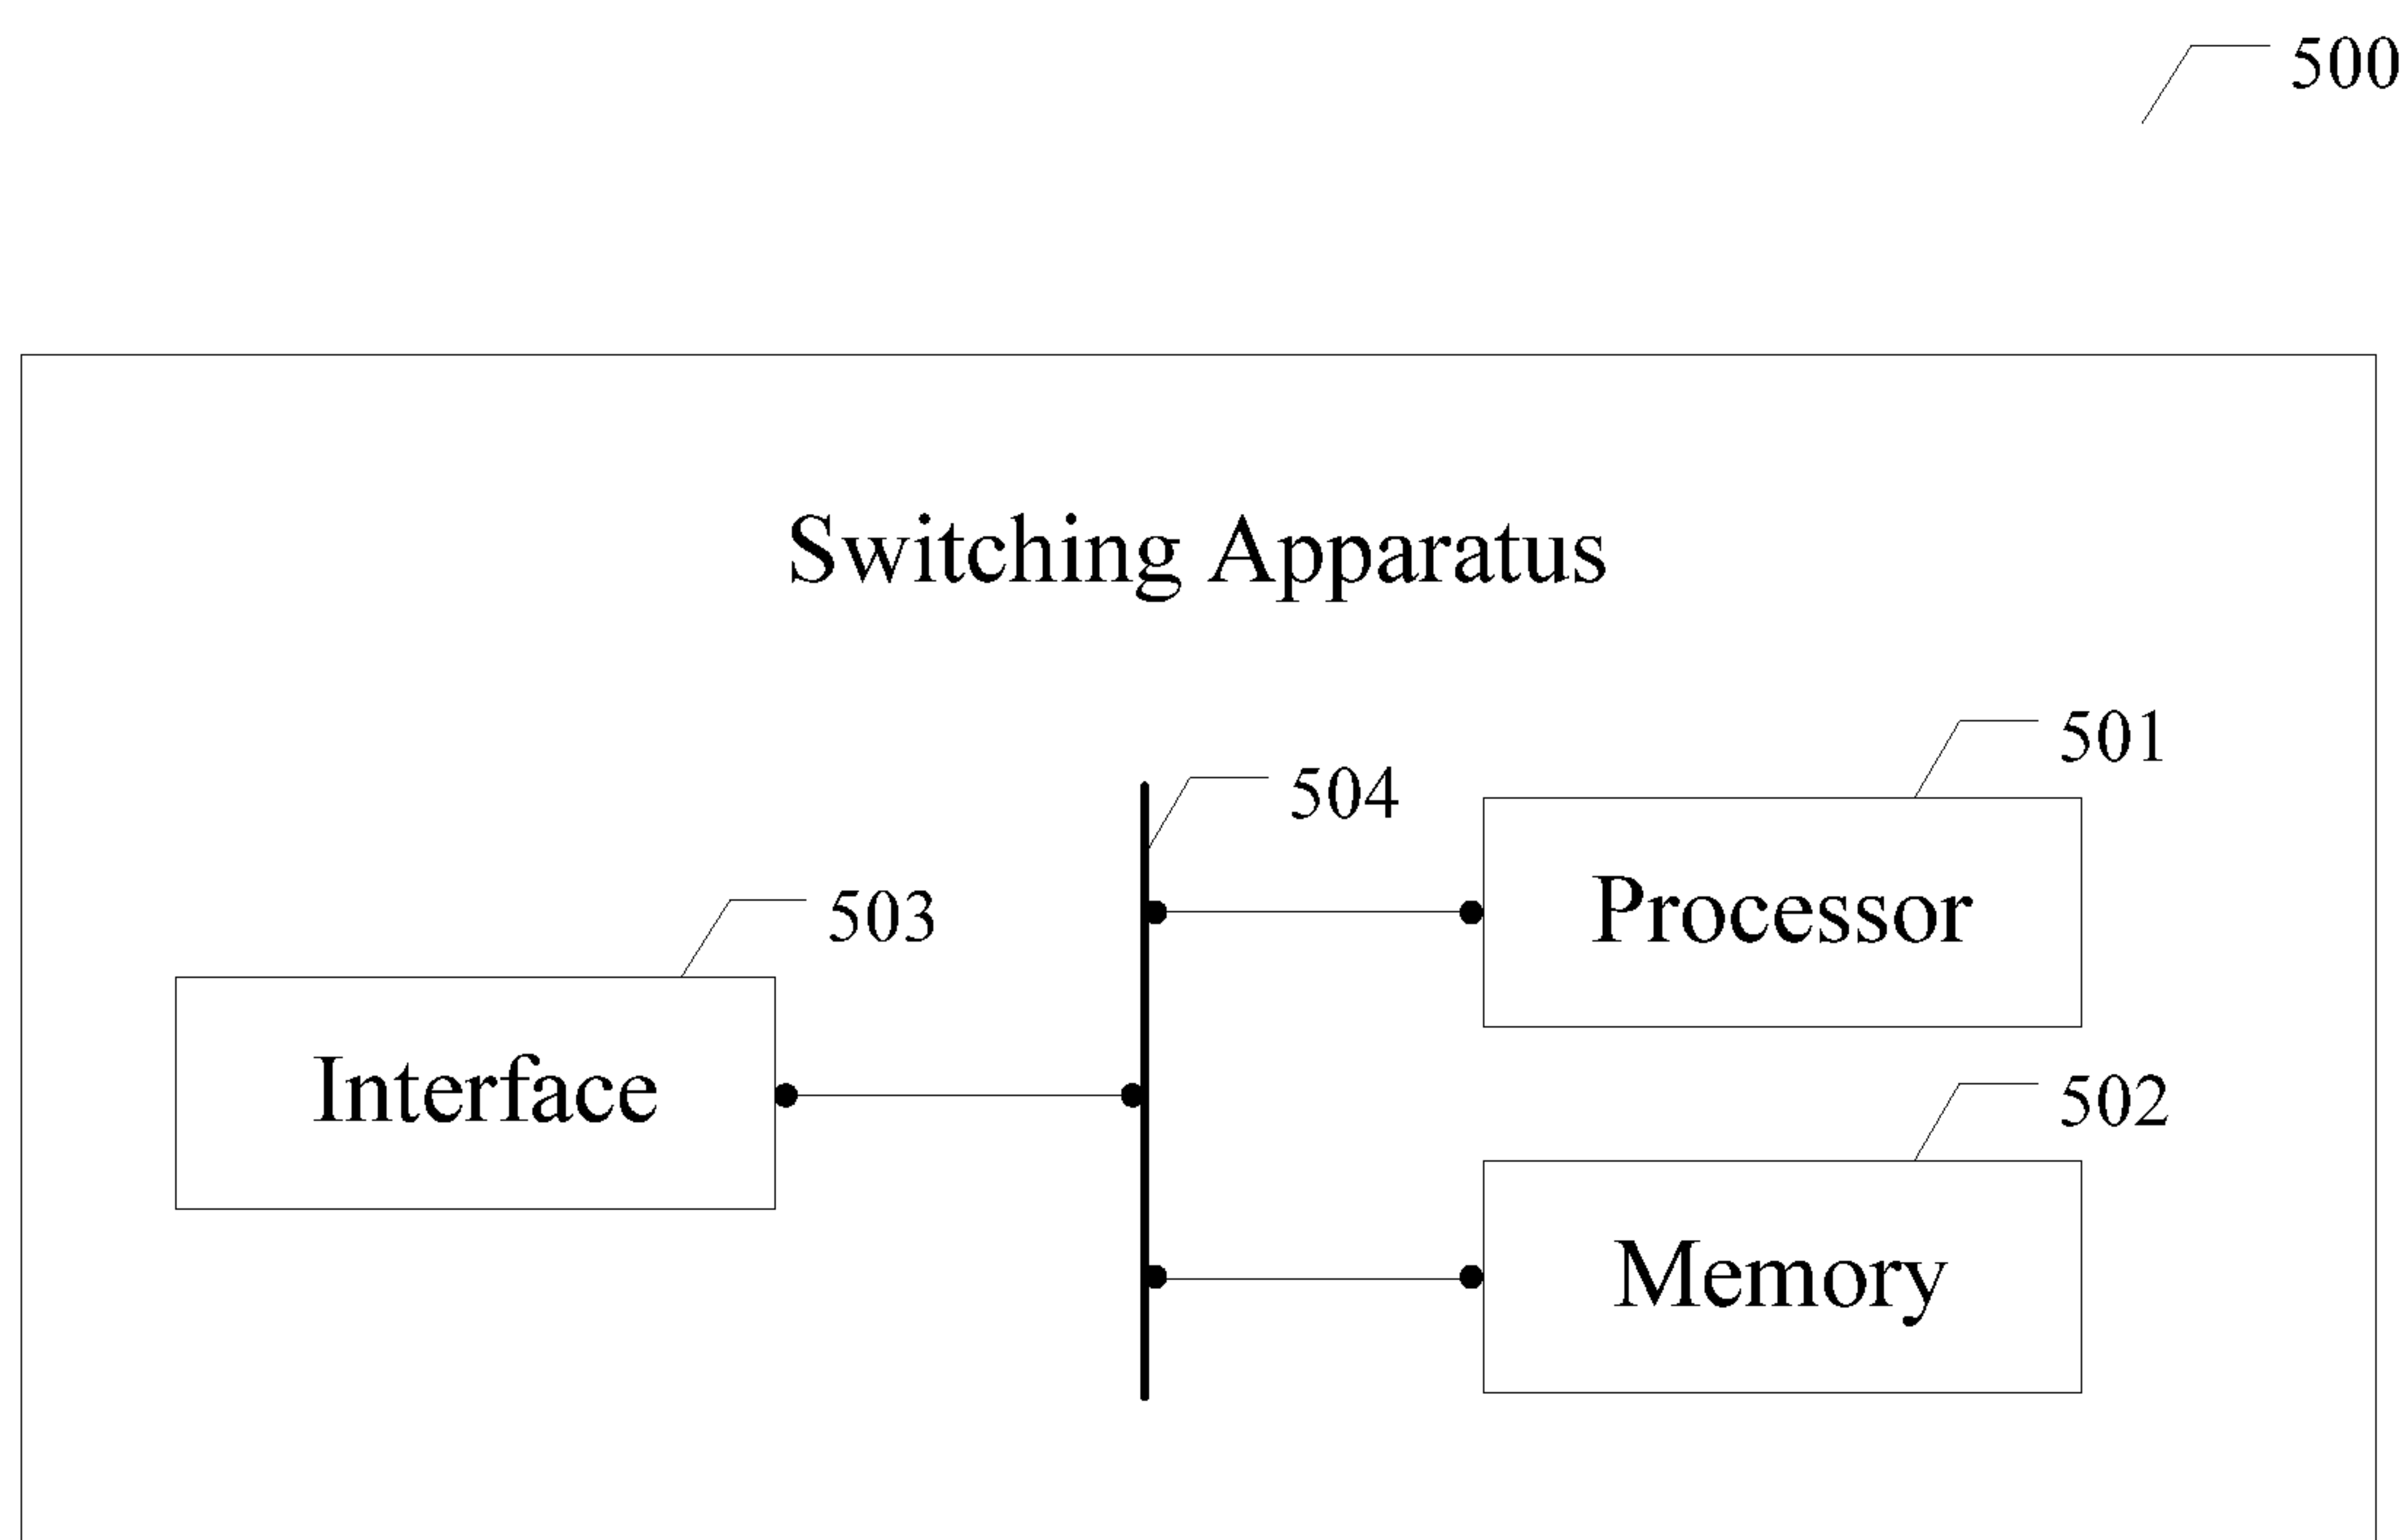 500
Switching Apparatus
501
504
Processor
503
Interface
502
Memory